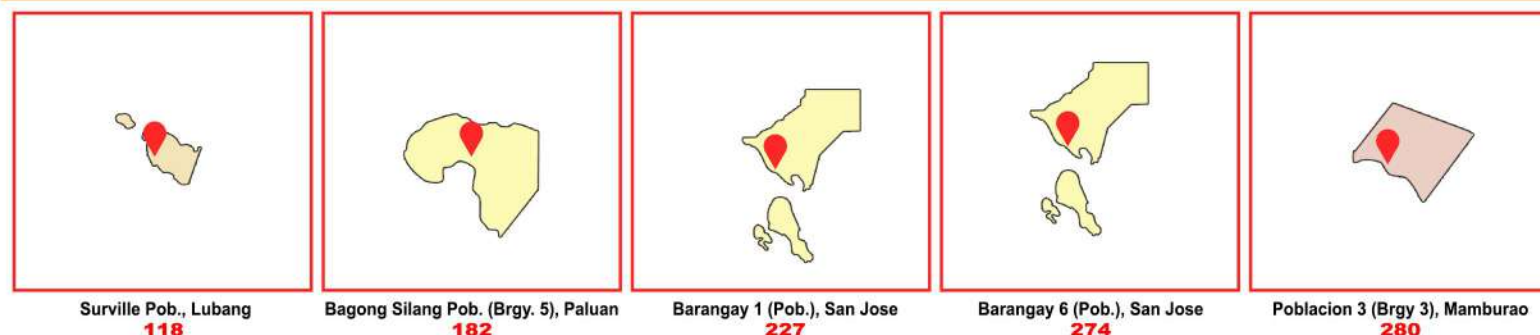 Surville Pob., Lubang
118
Bagong Silang Pob. (Brgy. 5), Paluan
182
Barangay 1 (Pob.), San Jose
227
Barangay 6 (Pob.), San Jose
274
Poblacion 3 (Brgy 3), Mamburao
280